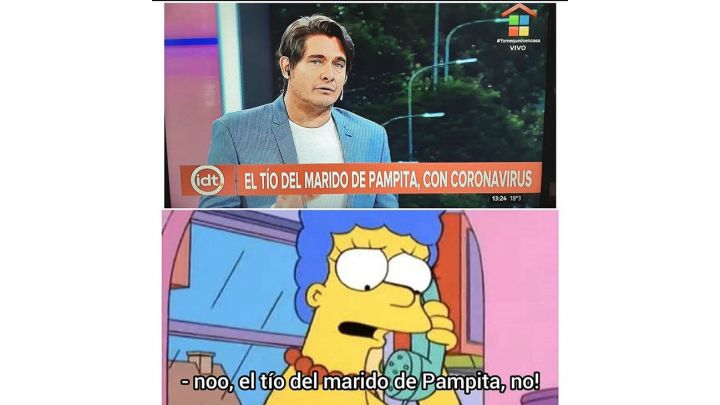 #Yomequedoencasa
VIVO
idt.
EL TÍO DEL MARIDO DE PAMPITA, CON CORONAVIRUS
13:24 18°3
- noo, el tío del marido de Pampita, no!